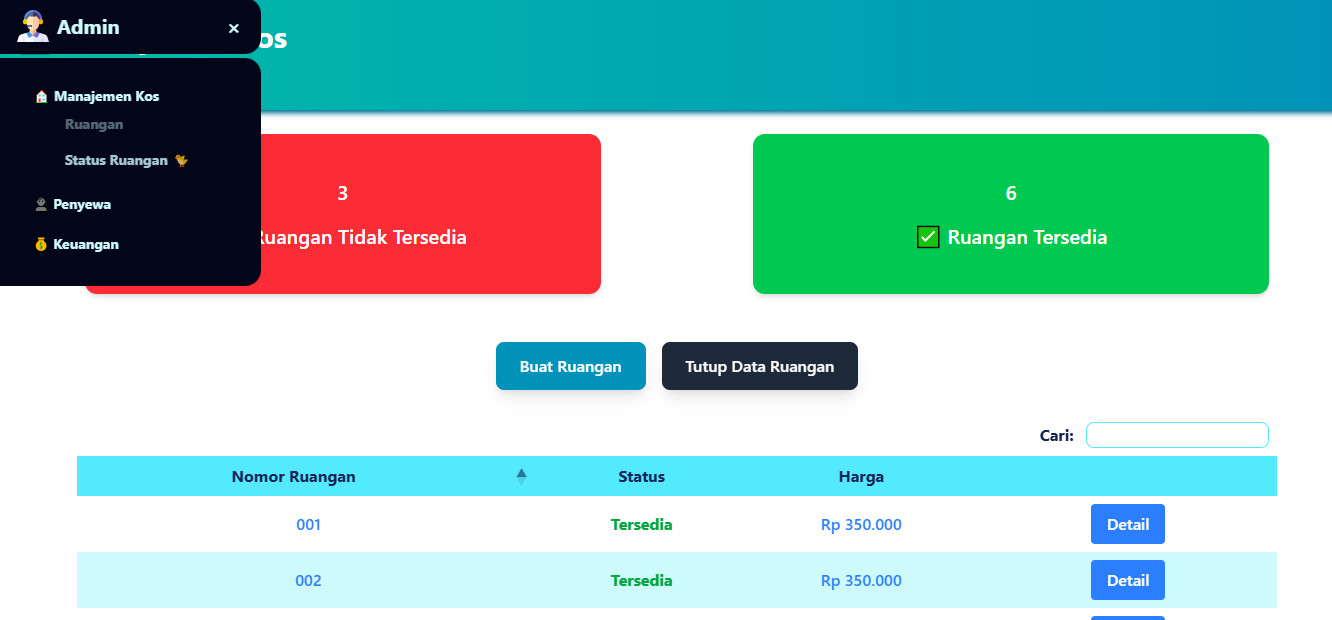 Admin ×
os
Manajemen Kos
Ruangan
Status Ruangan
Penyewa
Keuangan
3
Ruangan Tidak Tersedia
6
Ruangan Tersedia
Buat Ruangan Tutup Data Ruangan
Cari:
Nomor Ruangan Status Harga
001 Tersedia Rp 350.000 Detail
002 Tersedia Rp 350.000 Detail